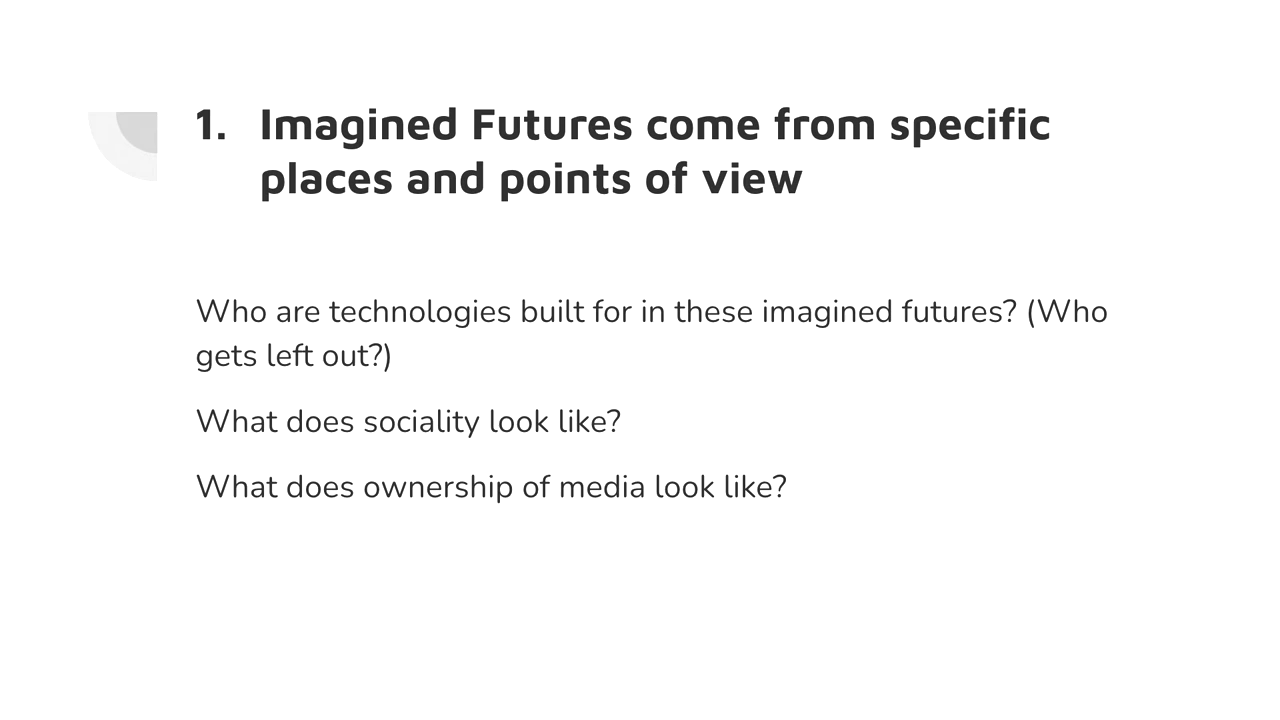 1. Imagined Futures come from specific
places and points of view
Who are technologies built for in these imagined futures? (Who
gets left out?)
What does sociality look like?
What does ownership of media look like?